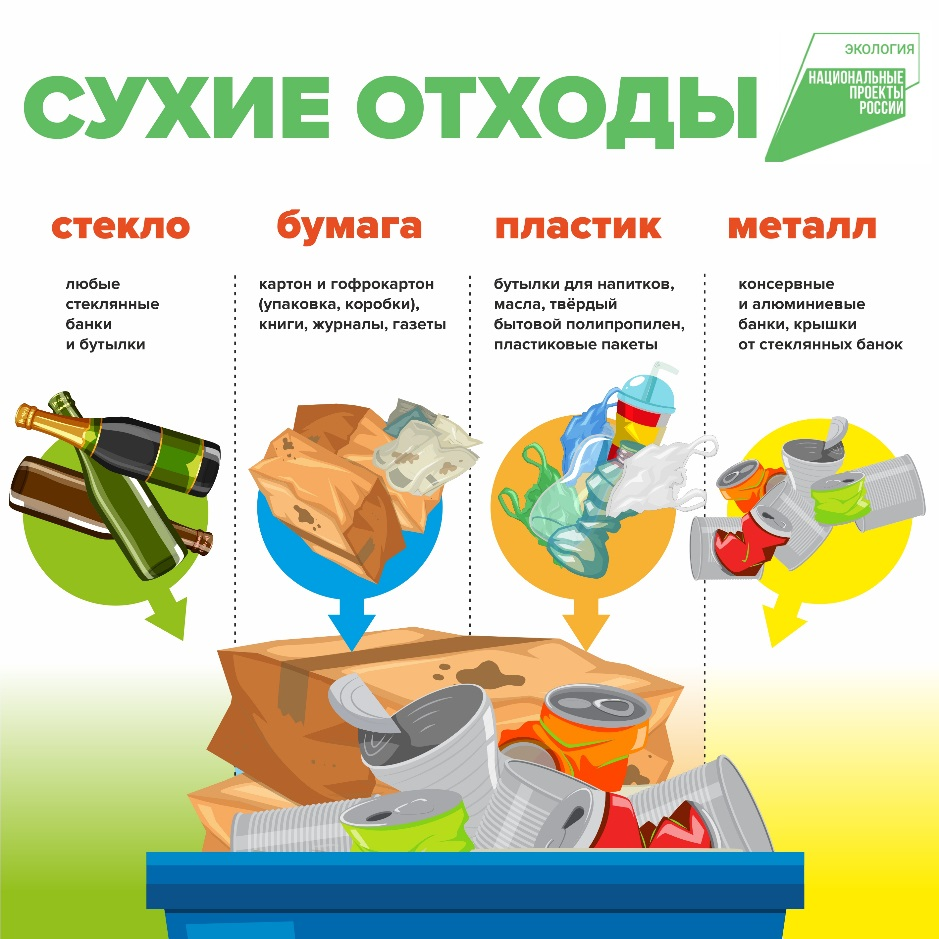 СУХИЕ ОТХОДЫ
ЭКОЛОГИЯ
НАЦИОНАЛЬНЫЕ
ПРОЕКТЫ
РОССИИ
стекло
любые
стеклянные
банки
и бутылки
бумага
картон и гофрокартон
(упаковка, коробки),
книги, журналы, газеты
пластик
бутылки для напитков,
масла, твёрдый
бытовой полипропилен,
пластиковые пакеты
металл
консервные
и алюминиевые
банки, крышки
от стеклянных банок